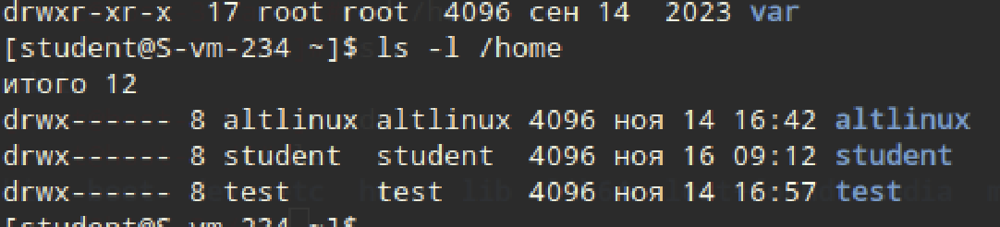 drwxr-xr-x  17 root root  4096 сен 14  2023 var
[student@S-vm-234 ~]$ ls -l /home
итого 12
drwx------ 8 altlinux altlinux 4096 ноя 14 16:42 altlinux
drwx------ 8 student  student  4096 ноя 16 09:12 student
drwx------ 8 test     test     4096 ноя 14 16:57 test
[student@S-vm-234 ~]$